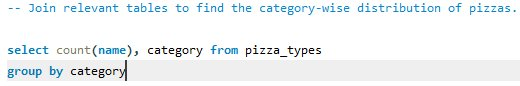 -- Join relevant tables to find the category-wise distribution of pizzas.
select count(name), category from pizza_types
group by category